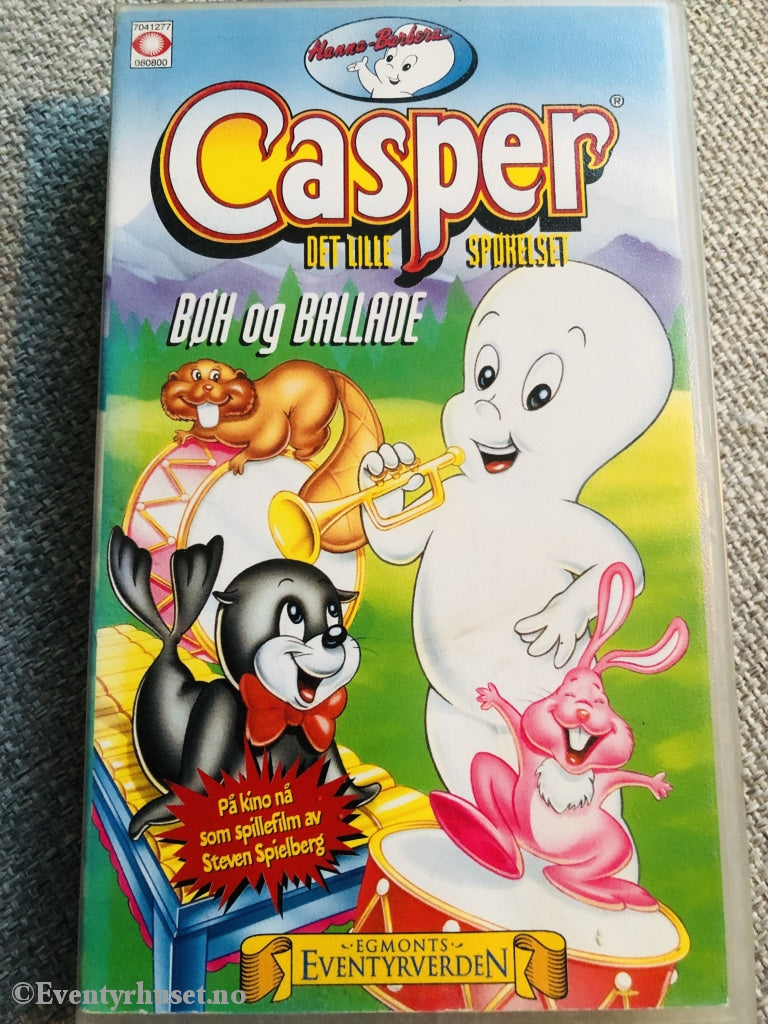 7041277
080800
Hanna-Barbera
Casper®
DET LILLE SPØKELSET
BØH og BALLADE
På kino nå
som spillefilm av
Steven Spielberg
EGMONTS
EVENTYRVERDEN
©Eventyrhuset.no